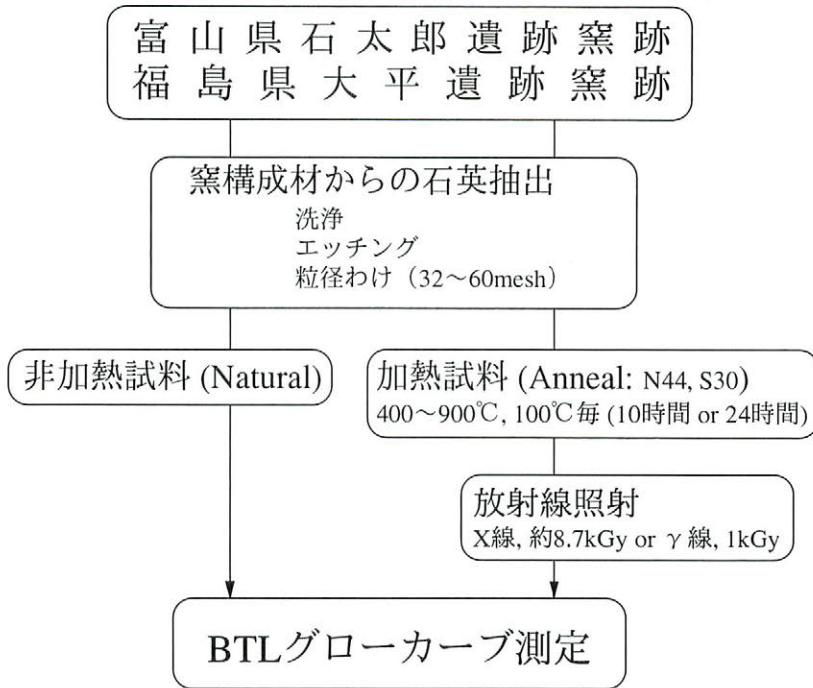 富山県石太郎遺跡窯跡
福島県大平遺跡窯跡
窯構成材からの石英抽出
洗浄
エッチング
粒径わけ（32〜60mesh）
非加熱試料 (Natural)
加熱試料 (Anneal: N44, S30)
400〜900℃, 100℃毎 (10時間 or 24時間)
放射線照射
X線, 約8.7kGy or γ線, 1kGy
BTLグローカーブ測定